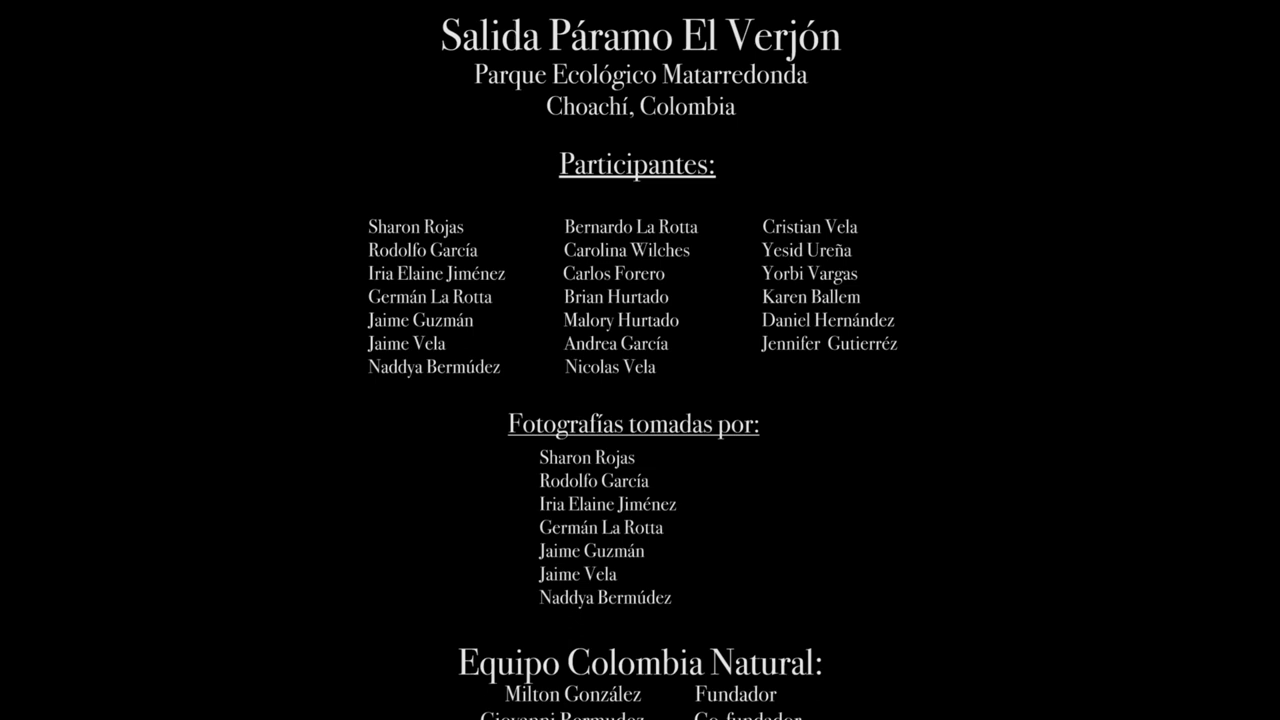 Salida Páramo El Verjón
Parque Ecológico Matarredonda
Choachí, Colombia
Participantes:
Sharon Rojas Bernardo La Rotta Cristian Vela
Rodolfo García Carolina Wilches Yesid Ureña
Iria Elaine Jiménez Carlos Forero Yorbi Vargas
Germán La Rotta Brian Hurtado Karen Ballem
Jaime Guzmán Malory Hurtado Daniel Hernández
Jaime Vela Andrea García Jennifer Gutierréz
Naddya Bermúdez Nicolas Vela
Fotografías tomadas por:
Sharon Rojas
Rodolfo García
Iria Elaine Jiménez
Germán La Rotta
Jaime Guzmán
Jaime Vela
Naddya Bermúdez
Equipo Colombia Natural:
Milton González Fundador
Giovanni Bermudez Co-fundador